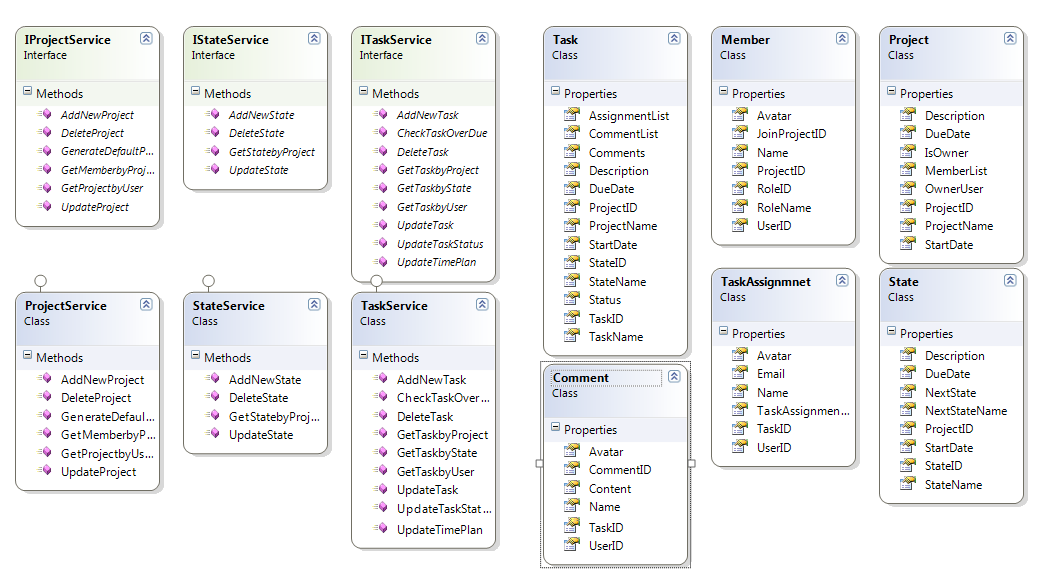 IProjectService
Interface
Methods
AddNewProject
DeleteProject
GenerateDefaultP...
GetMemberbyProj...
GetProjectbyUser
UpdateProject
IStateService
Interface
Methods
AddNewState
DeleteState
GetStatebyProject
UpdateState
ITaskService
Interface
Methods
AddNewTask
CheckTaskOverDue
DeleteTask
GetTaskbyProject
GetTaskbyState
GetTaskbyUser
UpdateTask
UpdateTaskStatus
UpdateTimePlan
Task
Class
Properties
AssignmentList
CommentList
Comments
Description
DueDate
ProjectID
ProjectName
StartDate
StateID
StateName
Status
TaskID
TaskName
Member
Class
Properties
Avatar
JoinProjectID
Name
ProjectID
RoleID
RoleName
UserID
Project
Class
Properties
Description
DueDate
IsOwner
MemberList
OwnerUser
ProjectID
ProjectName
StartDate
ProjectService
Class
Methods
AddNewProject
DeleteProject
GenerateDefaul...
GetMemberbyP...
GetProjectbyUs...
UpdateProject
StateService
Class
Methods
AddNewState
DeleteState
GetStatebyProj...
UpdateState
TaskService
Class
Methods
AddNewTask
CheckTaskOver...
DeleteTask
GetTaskbyProject
GetTaskbyState
GetTaskbyUser
UpdateTask
UpdateTaskStat...
UpdateTimePlan
Comment
Class
Properties
Avatar
CommentID
Content
Name
TaskID
UserID
TaskAssignmnet
Class
Properties
Avatar
Email
Name
TaskAssignmen...
TaskID
UserID
State
Class
Properties
Description
DueDate
NextState
NextStateName
ProjectID
StartDate
StateID
StateName